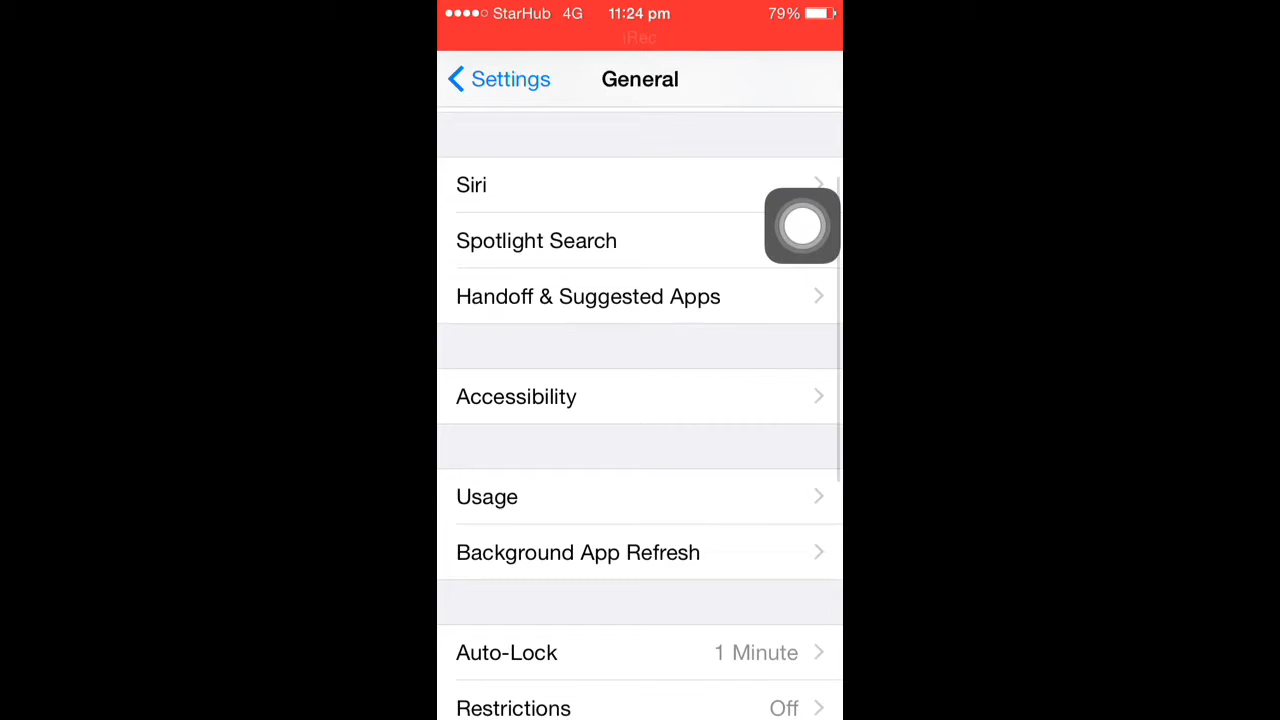 StarHub 4G 11:24 pm 79%
iRec
Settings General
Siri
Spotlight Search
Handoff & Suggested Apps
Accessibility
Usage
Background App Refresh
Auto-Lock 1 Minute
Restrictions Off